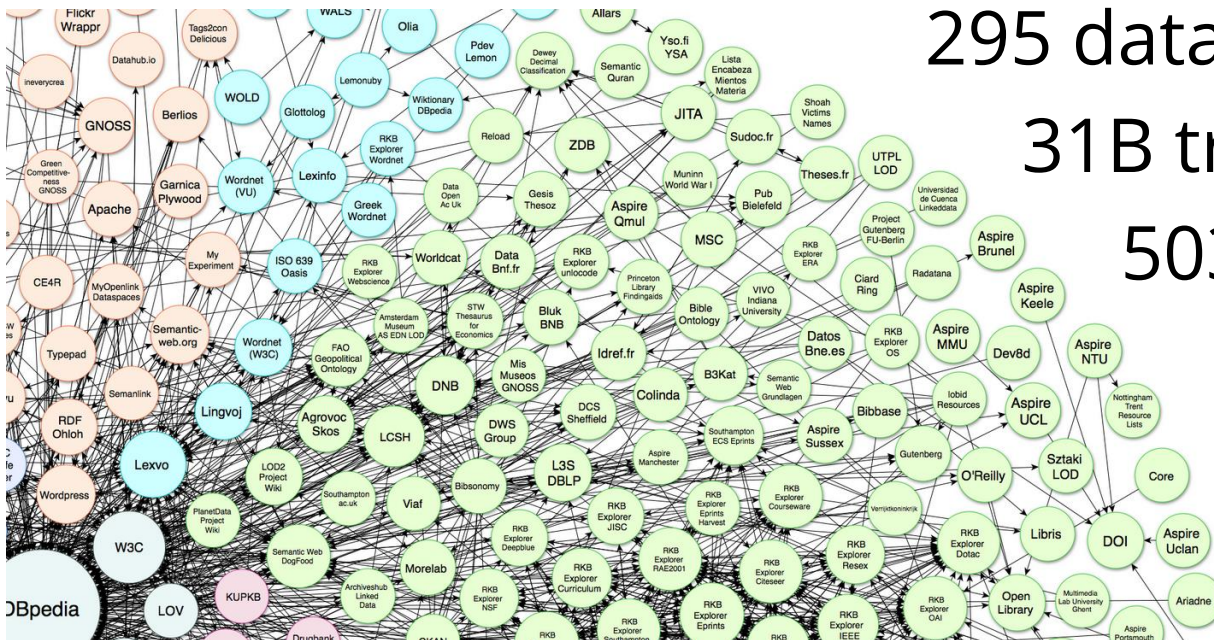 295 data
31B tr
503
Flickr
Wrappr
WALS
Olia
Allars
Tags2con
Delicious
Pdev
Lemon
Yso.fi
YSA
Datahub.io
Dewey
Decimal
Classification
Semantic
Quran
Lista
Encabeza
Mientos
Materia
ineverycrea
WOLD
Lemonuby
Wiktionary
DBpedia
GNOSS
Berlios
Glottolog
JITA
Shoah
Victims
Names
Reload
ZDB
Sudoc.fr
RKB
Explorer
Wordnet
UTPL
LOD
Green
Competitive-
ness
GNOSS
Garnica
Plywood
Wordnet
(VU)
Lexinfo
Muninn
World War I
Theses.fr
Apache
Greek
Wordnet
Data
Open
Ac Uk
Gesis
Thesoz
Aspire
Qmul
Pub
Bielefeld
Universidad
de Cuenca
Linkeddata
Project
Gutenberg
FU-Berlin
Aspire
Brunel
MSC
My
Experiment
ISO 639
Oasis
RKB
Explorer
Webscience
Worldcat
Data
Bnf.fr
RKB
Explorer
unlocode
RKB
Explorer
ERA
Radatana
CE4R
MyOpenlink
Dataspaces
Princeton
Library
Findingaids
VIVO
Indiana
University
Ciard
Ring
Aspire
Keele
Amsterdam
Museum
AS EDN LOD
STW
Thesaurus
for
Economics
Bluk
BNB
Bible
Ontology
Semantic-
web.org
Wordnet
(W3C)
FAO
Geopolitical
Ontology
Idref.fr
Datos
Bne.es
RKB
Explorer
OS
Aspire
MMU
Dev8d
Aspire
NTU
Typepad
DNB
Mis
Museos
GNOSS
B3Kat
Semantic
Web
Grundlagen
Semanlink
Lingvoj
Colinda
lobid
Resources
Aspire
UCL
Nottingham
Trent
Resource
Lists
RDF
Ohloh
Agrovoc
Skos
LCSH
DWS
Group
DCS
Sheffield
Southampton
ECS Eprints
Bibbase
Aspire
Sussex
Lexvo
LOD2
Project
Wiki
L3S
DBLP
Aspire
Manchester
Gutenberg
O'Reilly
Sztaki
LOD
Core
Wordpress
Southampton
ac.uk
Viaf
Bibsonomy
RKB
Explorer
JISC
RKB
Explorer
Eprints
Harvest
RKB
Explorer
Courseware
Verrijktkoninkrijk
PlanetData
Project
Wiki
W3C
Semantic Web
DogFood
RKB
Explorer
Deepblue
RKB
Explorer
RAE2001
RKB
Explorer
Resex
RKB
Explorer
Dotac
Libris
DOI
Aspire
Uclan
Morelab
RKB
Explorer
Curriculum
RKB
Explorer
Citeseer
DBpedia
LOV
KUPKB
Archiveshub
Linked
Data
RKB
Explorer
NSF
RKB
Explorer
Eprints
RKB
Explorer
OAI
Open
Library
Multimedia
Lab University
Ghent
Ariadne
Drugbank
CKAN
RKB
RKB
Explorer
Southampton
RKB
RKB
Explorer
IEEE
Aspire
Portsmouth